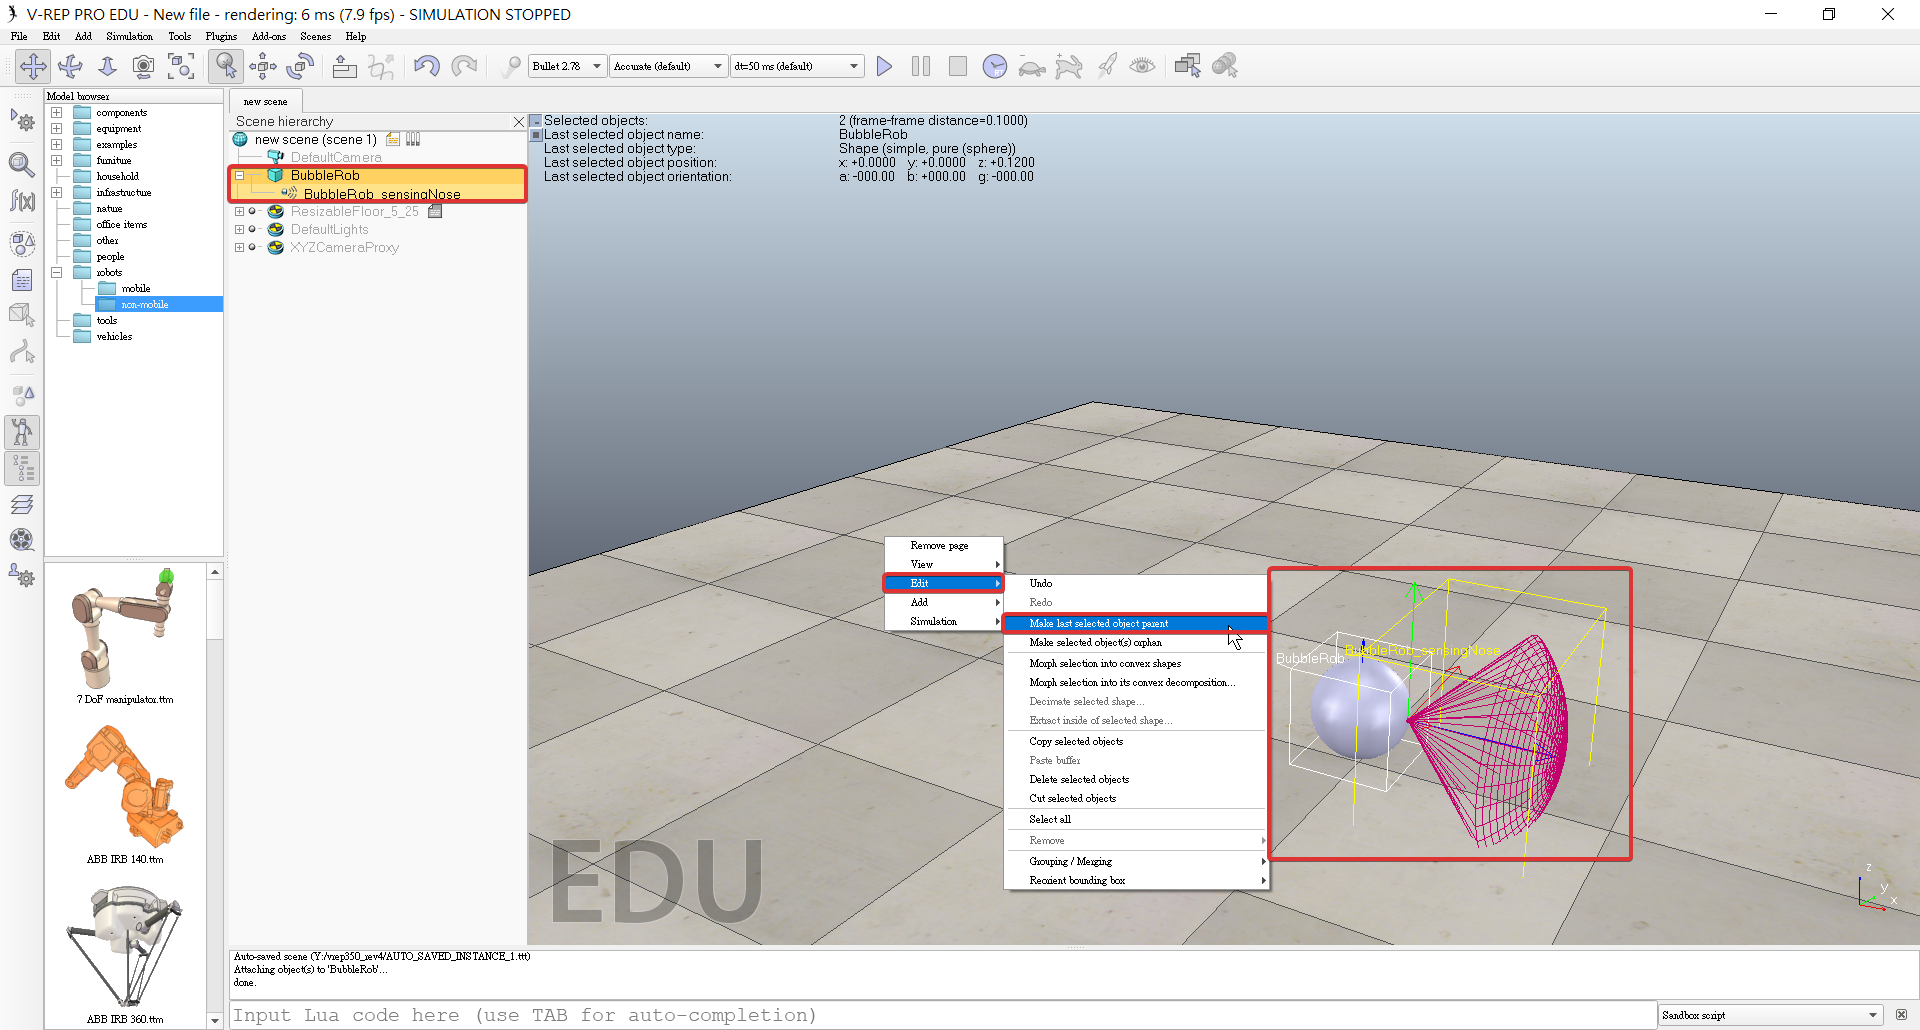 V-REP PRO EDU - New file - rendering: 6 ms (7.9 fps) - SIMULATION STOPPED
File Edit Add Simulation Tools Plugins Add-ons Scenes Help
Bullet 2.78 Accurate (default) dt=50 ms (default)
Model browser
components
equipment
examples
furniture
household
infrastructure
nature
office items
other
people
robots
mobile
non-mobile
tools
vehicles
7 DoF manipulator.ttm
ABB IRB 140.ttm
ABB IRB 360.ttm
new scene
Scene hierarchy
new scene (scene 1)
DefaultCamera
BubbleRob
BubbleRob_sensingNose
ResizableFloor_5_25
DefaultLights
XYZCameraProxy
Selected objects: 2 (frame-frame distance=0.1000)
Last selected object name: BubbleRob
Last selected object type: Shape (simple, pure (sphere))
Last selected object position: x: +0.0000 y: +0.0000 z: +0.1200
Last selected object orientation: a: -000.00 b: +000.00 g: -000.00
Remove page
View
Edit
Add
Simulation
Undo
Redo
Make last selected object parent
Make selected object(s) orphan
Morph selection into convex shapes
Morph selection into its convex decomposition...
Decimate selected shape...
Extract inside of selected shape...
Copy selected objects
Paste buffer
Delete selected objects
Cut selected objects
Select all
Remove
Grouping / Merging
Reorient bounding box
BubbleRob
BubbleRob_sensingNose
EDU
z
y
x
Auto-saved scene (Y:/vrep350_rev4/AUTO_SAVED_INSTANCE_1.ttt)
Attaching object(s) to 'BubbleRob'...
done.
Input Lua code here (use TAB for auto-completion)
Sandbox script